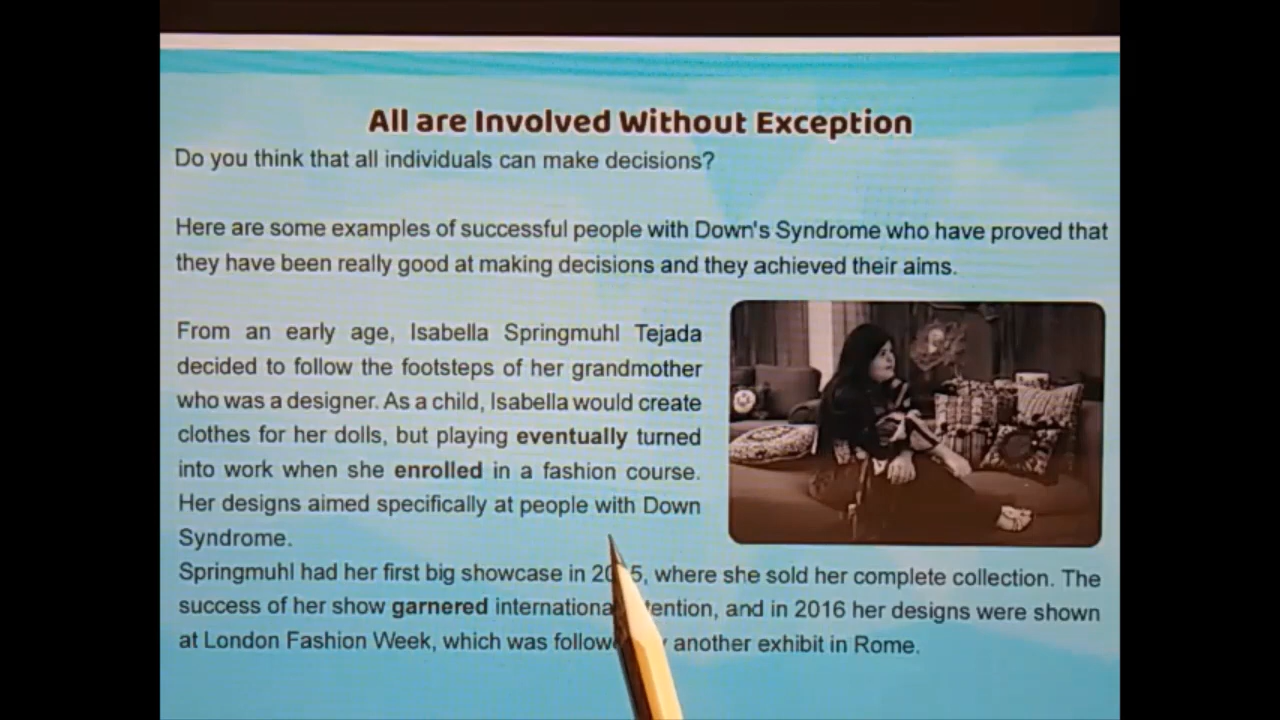 All are Involved Without Exception
Do you think that all individuals can make decisions?
Here are some examples of successful people with Down's Syndrome who have proved that
they have been really good at making decisions and they achieved their aims.
From an early age, Isabella Springmuhl Tejada
decided to follow the footsteps of her grandmother
who was a designer. As a child, Isabella would create
clothes for her dolls, but playing eventually turned
into work when she enrolled in a fashion course.
Her designs aimed specifically at people with Down
Syndrome.
Springmuhl had her first big showcase in where she sold her complete collection. The
success of her show garnered and in 2016 her designs were shown
at London Fashion Week, which was another exhibit in Rome.